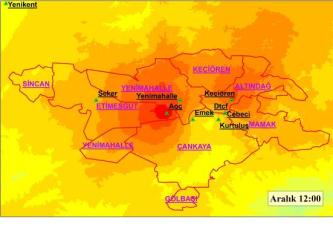 Yenikent
KEÇİÖREN
SİNCAN
YENİMAHALLE
ALTINDAĞ
Şeker
Yenimahalle
Keçiören
ETİMESGUT
Agç
Dtcf
Emek
Cebeci
Kurtuluş
MAMAK
YENİMAHALLE
ÇANKAYA
GÖLBAŞI
Aralık 12:00